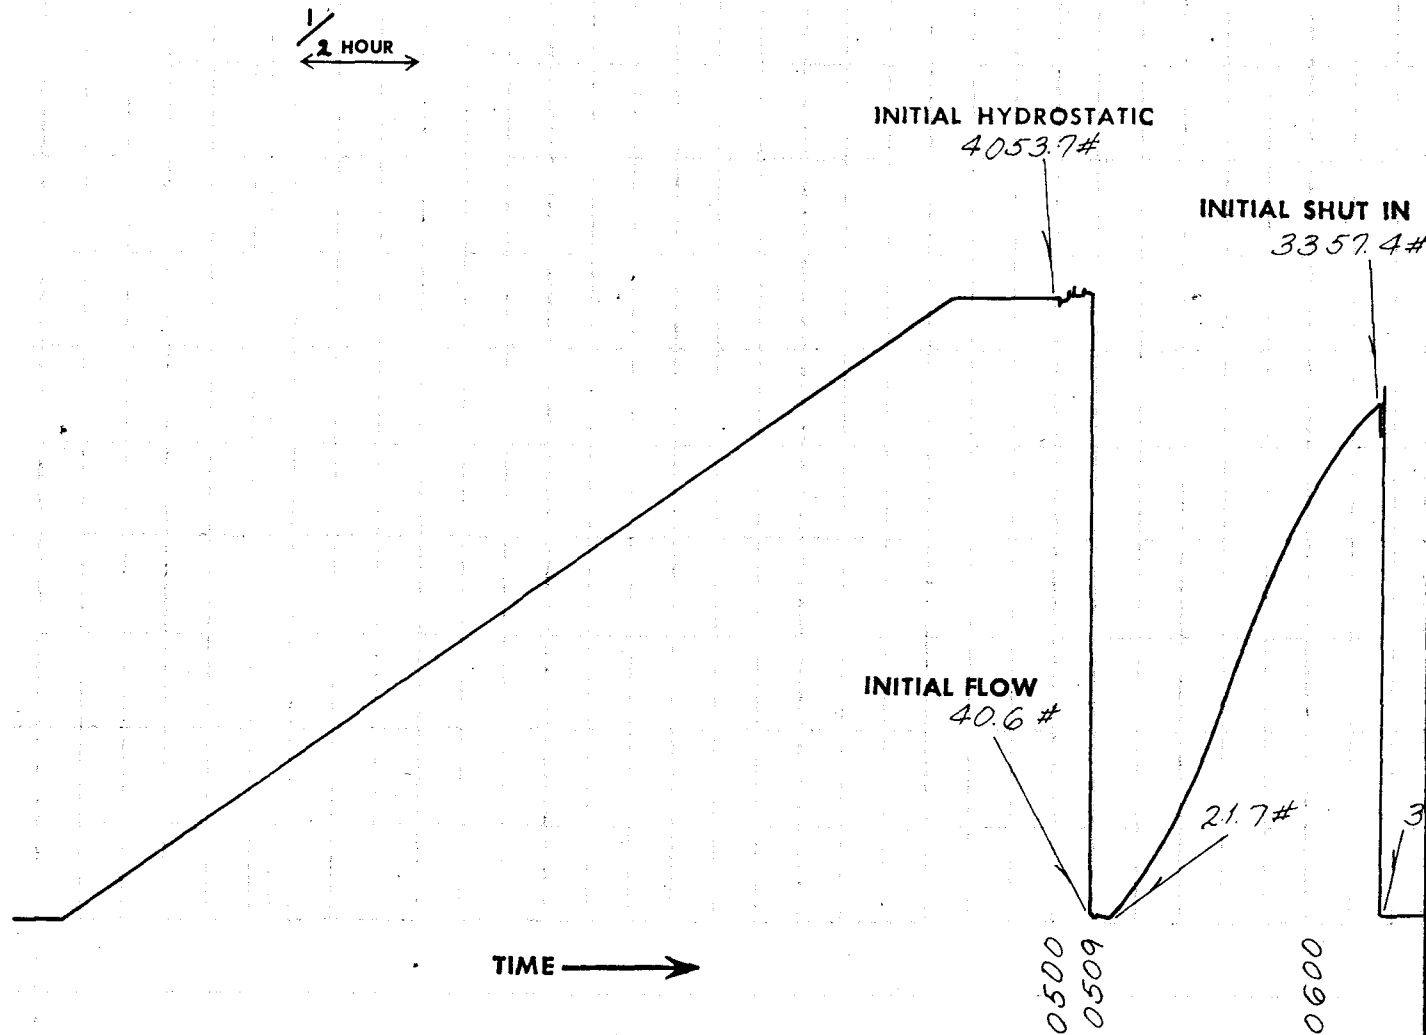 1/2 HOUR
INITIAL HYDROSTATIC
4053.7#
INITIAL SHUT IN
3357.4#
INITIAL FLOW
40.6 #
21.7#
3
TIME
0500
0509
0600